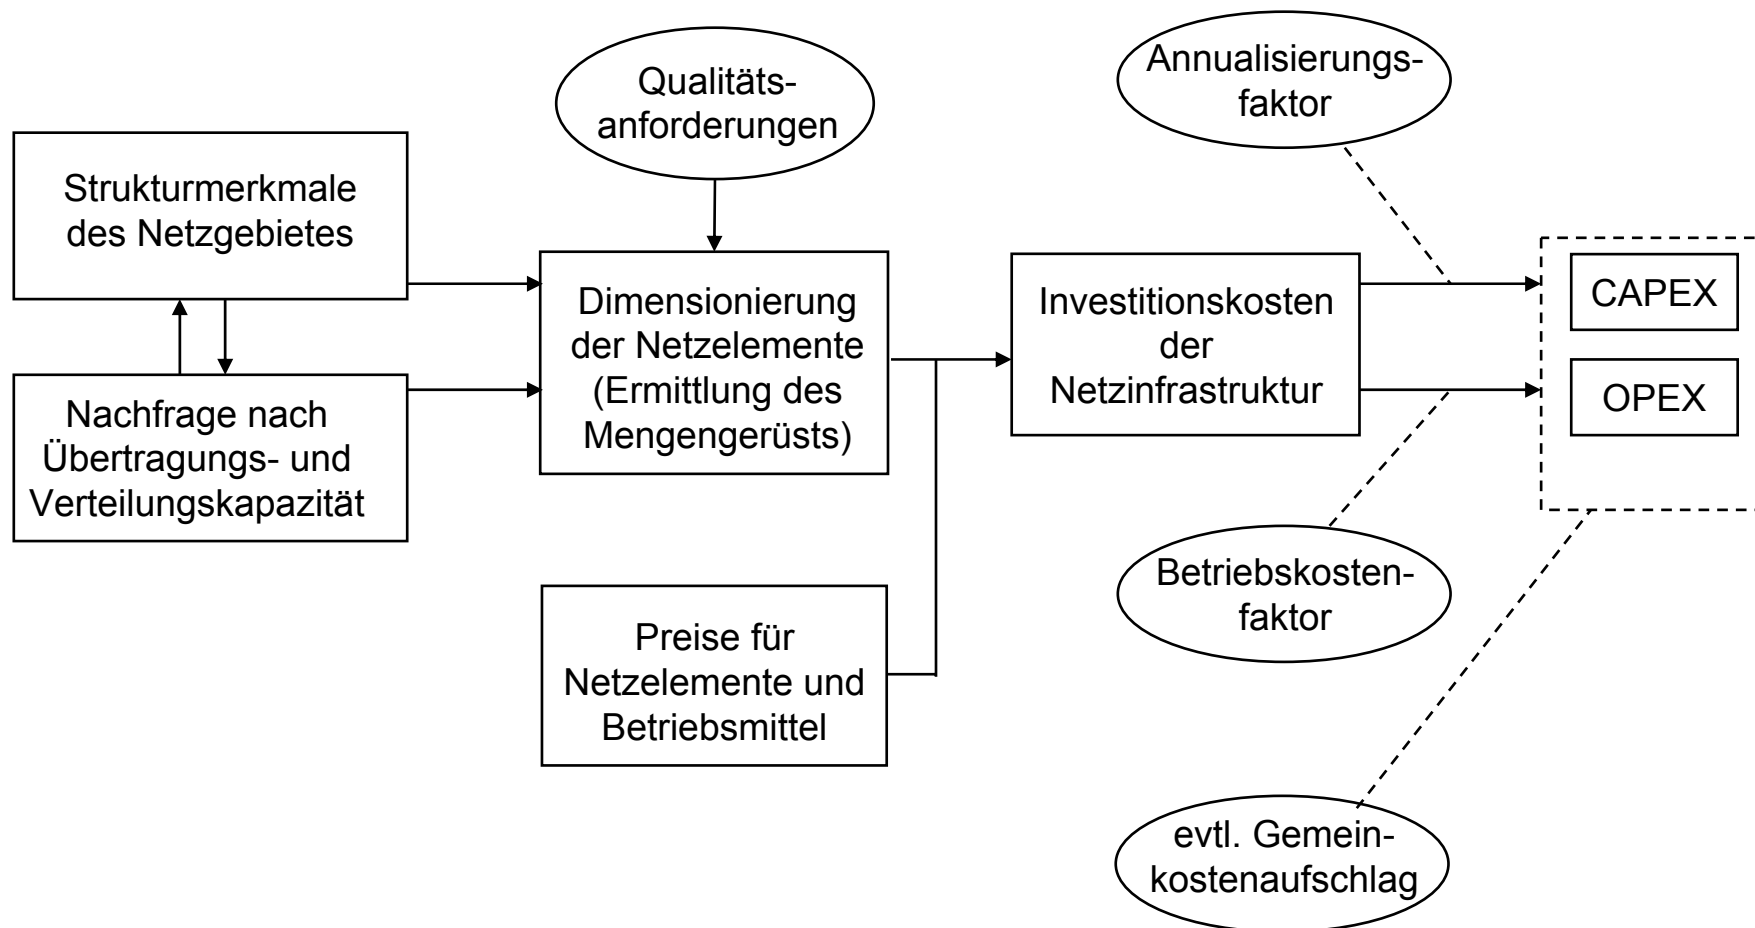 Qualitäts-
anforderungen
Annualisierungs-
faktor
Strukturmerkmale
des Netzgebietes
Nachfrage nach
Übertragungs- und
Verteilungskapazität
Dimensionierung
der Netzelemente
(Ermittlung des
Mengengerüsts)
Preise für
Netzelemente und
Betriebsmittel
Investitionskosten
der
Netzinfrastruktur
CAPEX
OPEX
Betriebskosten-
faktor
evtl. Gemein-
kostenaufschlag